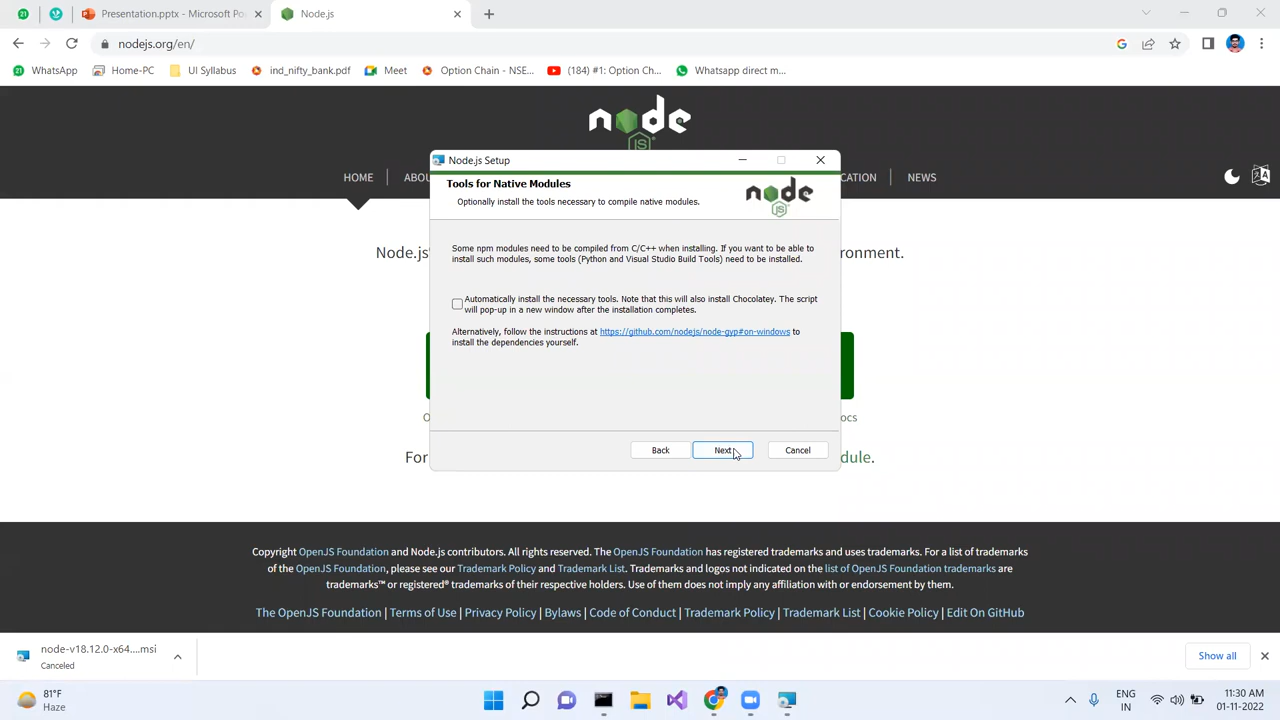 21
Presentation.pptx - Microsoft Po
Node.js
nodejs.org/en/
21
WhatsApp
Home-PC
UI Syllabus
ind_nifty_bank.pdf
Meet
Option Chain - NSE...
(184) #1: Option Ch...
Whatsapp direct m...
node
JS
HOME
ABOU
CATION
NEWS
Node.js Setup
Tools for Native Modules
Optionally install the tools necessary to compile native modules.
node
JS
Some npm modules need to be compiled from C/C++ when installing. If you want to be able to
install such modules, some tools (Python and Visual Studio Build Tools) need to be installed.
Automatically install the necessary tools. Note that this will also install Chocolatey. The script
will pop-up in a new window after the installation completes.
Alternatively, follow the instructions at https://github.com/nodejs/node-gyp#on-windows to
install the dependencies yourself.
Back
Next
Cancel
Node.js
ronment.
O
ocs
For
dule.
Copyright OpenJS Foundation and Node.js contributors. All rights reserved. The OpenJS Foundation has registered trademarks and uses trademarks. For a list of trademarks
of the OpenJS Foundation, please see our Trademark Policy and Trademark List. Trademarks and logos not indicated on the list of OpenJS Foundation trademarks are
trademarks™ or registered® trademarks of their respective holders. Use of them does not imply any affiliation with or endorsement by them.
The OpenJS Foundation | Terms of Use | Privacy Policy | Bylaws | Code of Conduct | Trademark Policy | Trademark List | Cookie Policy | Edit On GitHub
node-v18.12.0-x64....msi
Canceled
Show all
81°F
Haze
ENG
IN
11:30 AM
01-11-2022